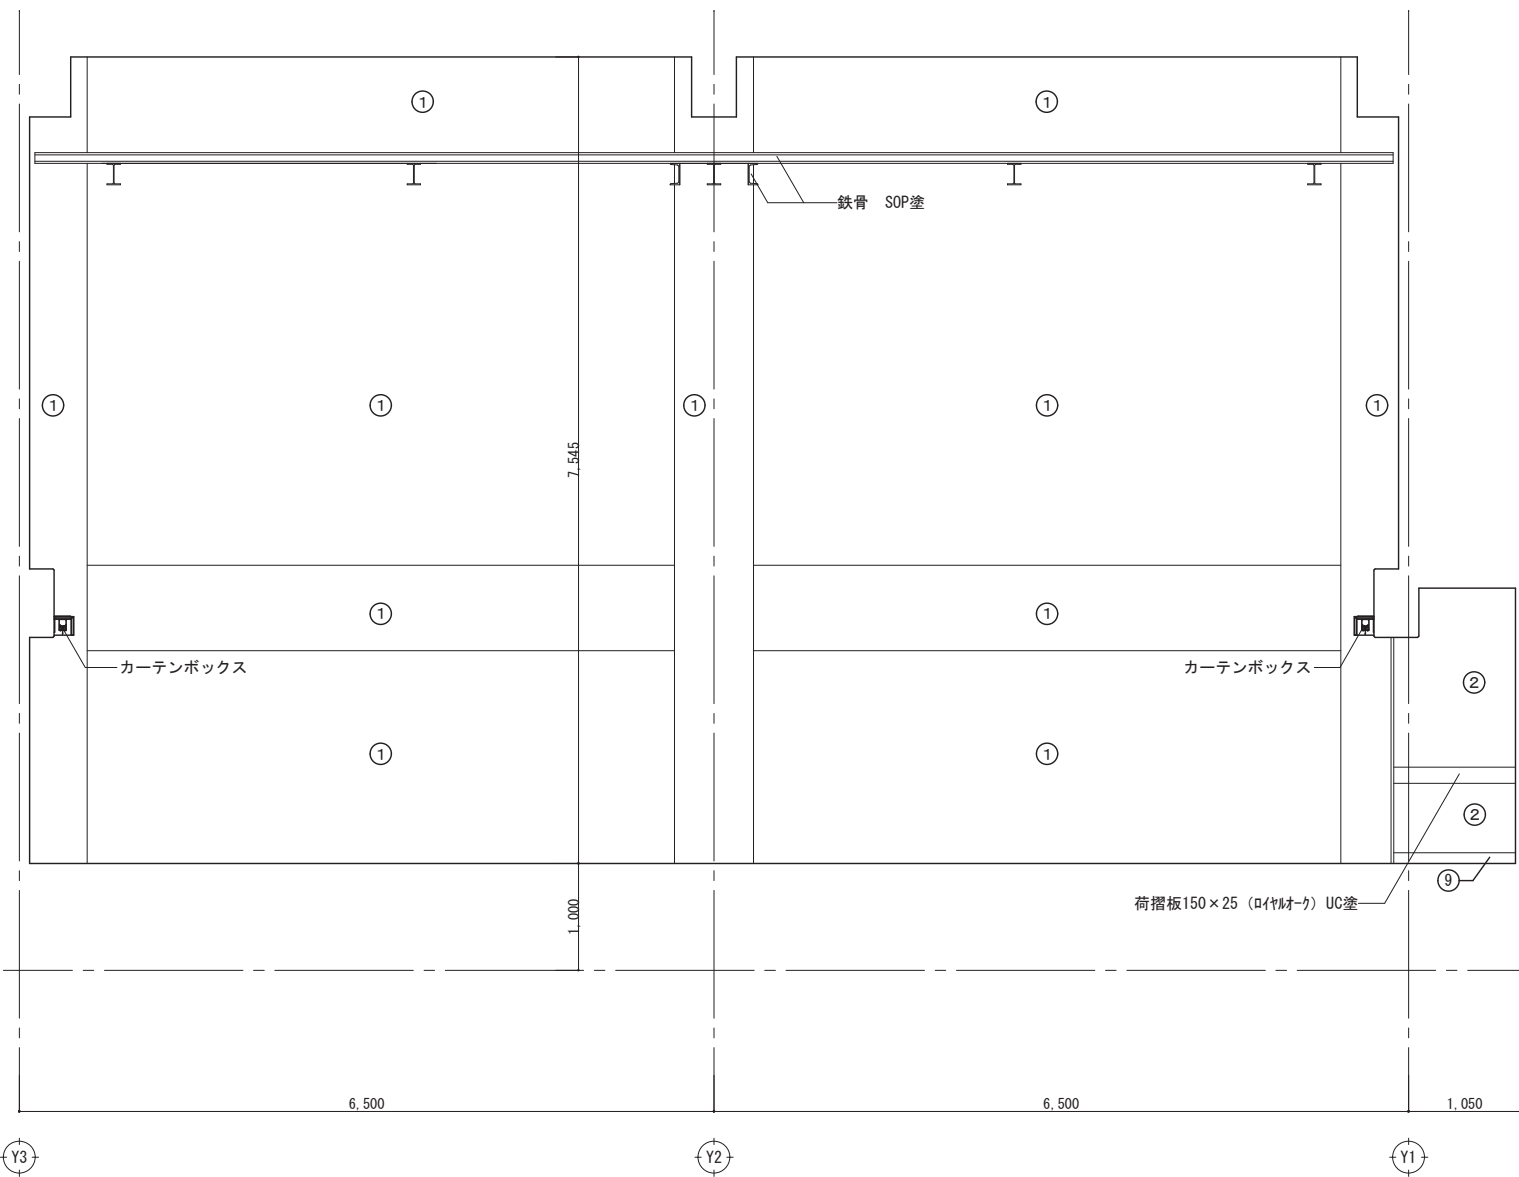 ① ①
鉄骨 SOP塗
① ① ① ① ①
7,545
① ①
カーテンボックス カーテンボックス
②
① ①
②
⑨
荷摺板150×25（ﾛｲﾔﾙｵｰｸ）UC塗
1,000
6,500 6,500 1,050
Y3 Y2 Y1